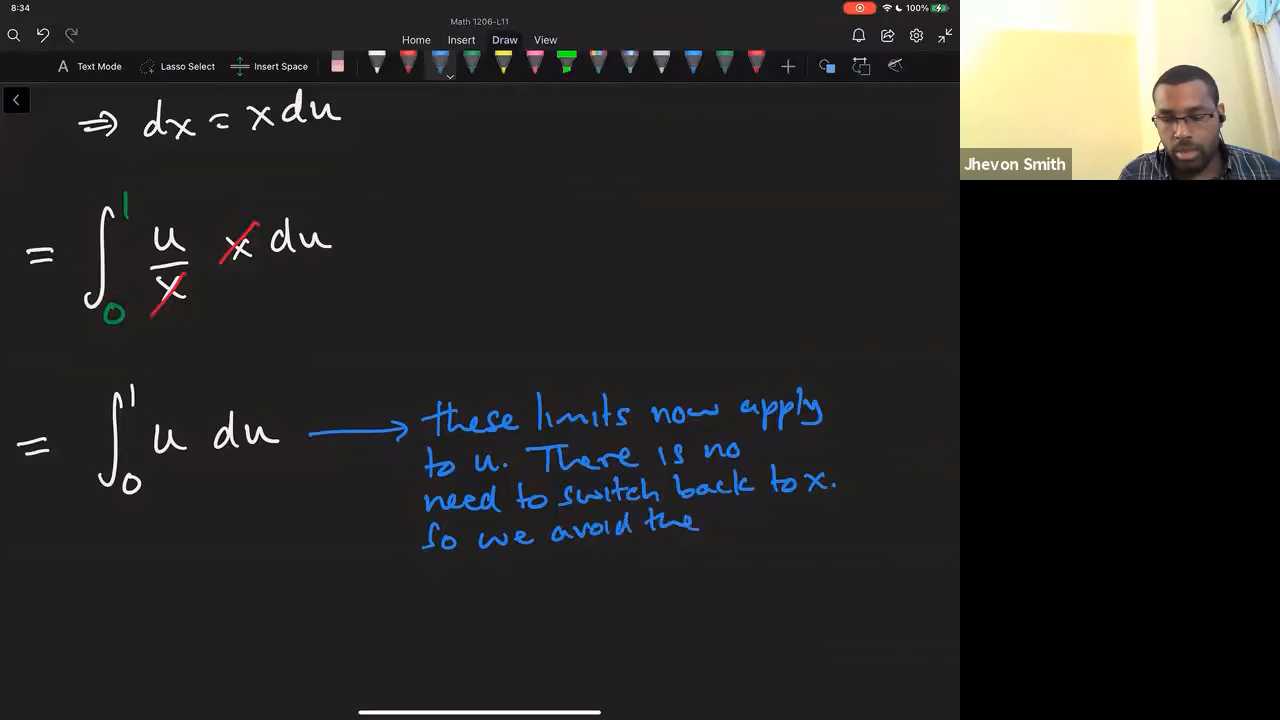 8:34
100%
Math 1206-L11
Home Insert Draw View
Text Mode Lasso Select Insert Space
⇒ dx = x du
= ∫₀¹ u/x x du
= ∫₀¹ u du → these limits now apply
to u. There is no
need to switch back to x.
So we avoid the
Jhevon Smith